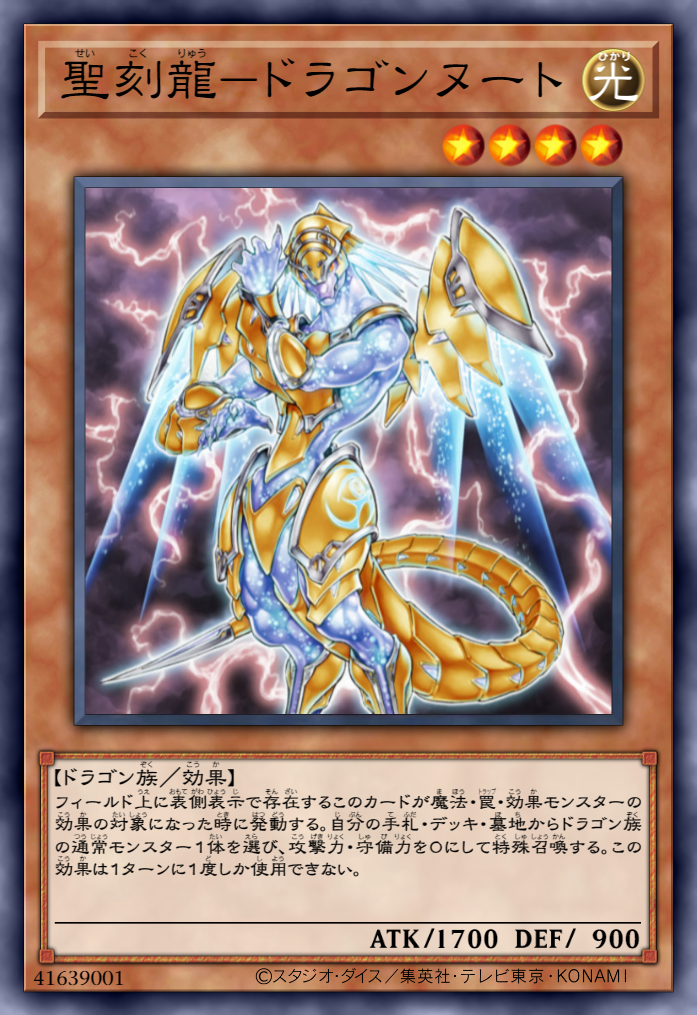 聖刻龍－ドラゴンヌート
光
【ドラゴン族／効果】
フィールド上に表側表示で存在するこのカードが魔法・罠・効果モンスターの
効果の対象になった時に発動する。自分の手札・デッキ・墓地からドラゴン族
の通常モンスター１体を選び、攻撃力・守備力を０にして特殊召喚する。この
効果は１ターンに１度しか使用できない。
ATK/1700 DEF/ 900
41639001
©スタジオ・ダイス／集英社・テレビ東京・KONAMI